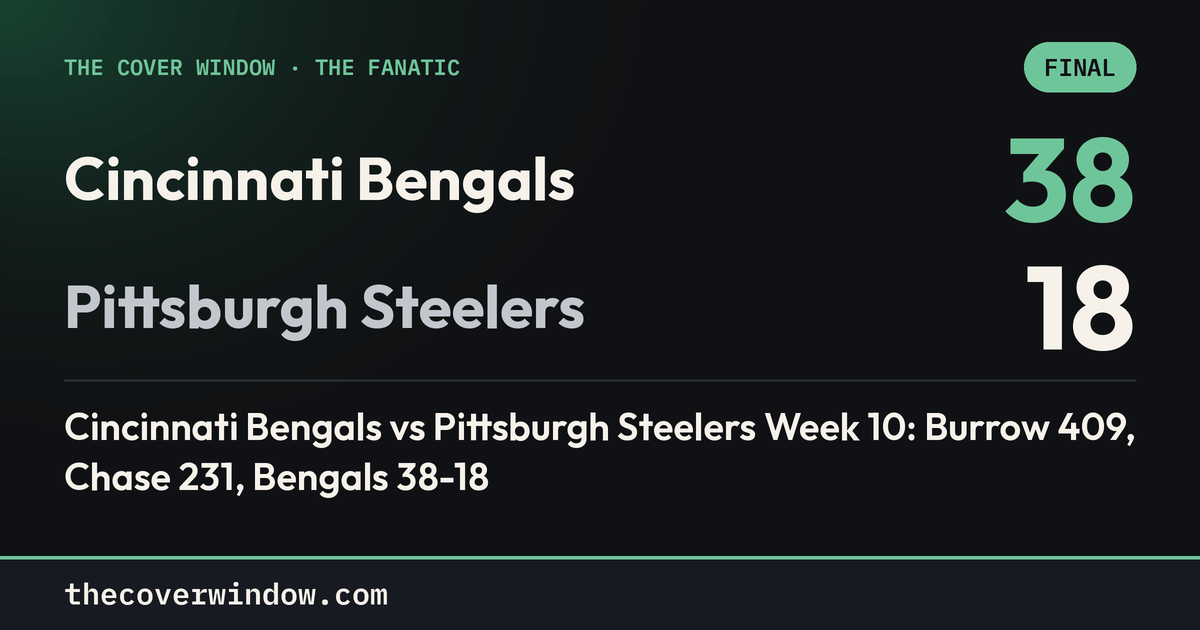 THE COVER WINDOW · THE FANATIC
FINAL
Cincinnati Bengals 38
Pittsburgh Steelers 18
Cincinnati Bengals vs Pittsburgh Steelers Week 10: Burrow 409,
Chase 231, Bengals 38-18
thecoverwindow.com